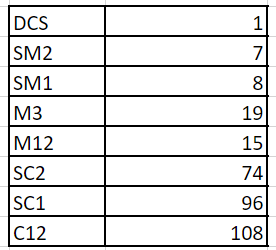 DCS 1
SM2 7
SM1 8
M3 19
M12 15
SC2 74
SC1 96
C12 108